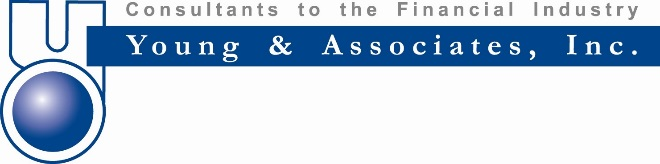 Consultants to the Financial Industry
Young & Associates, Inc.